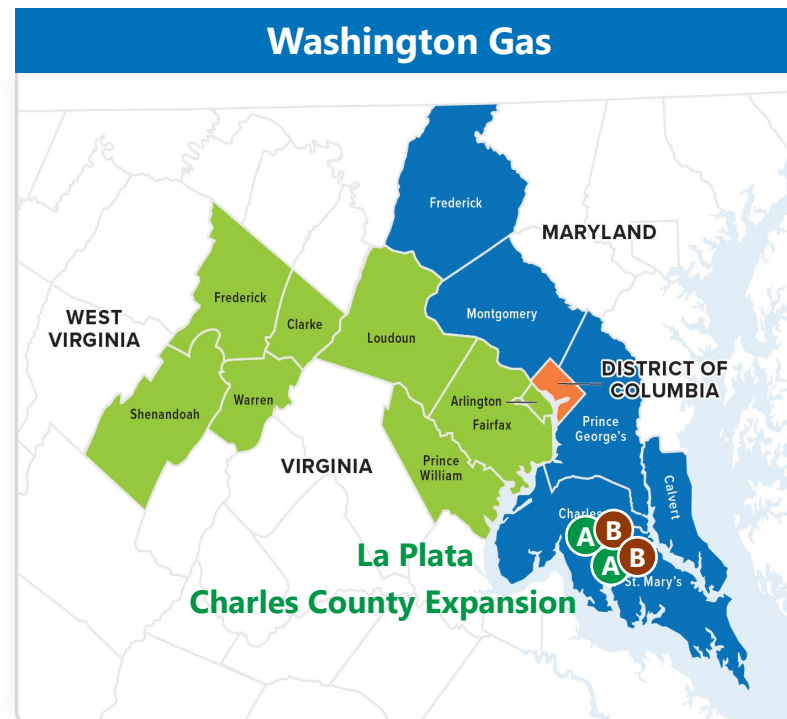 Washington Gas
Frederick
MARYLAND
WEST
VIRGINIA
Frederick
Clarke
Loudoun
Montgomery
DISTRICT OF
COLUMBIA
Shenandoah
Warren
Arlington
Fairfax
Prince
George's
VIRGINIA
Prince
William
Calvert
Charles
A
B
La Plata
A
B
St. Mary's
Charles County Expansion